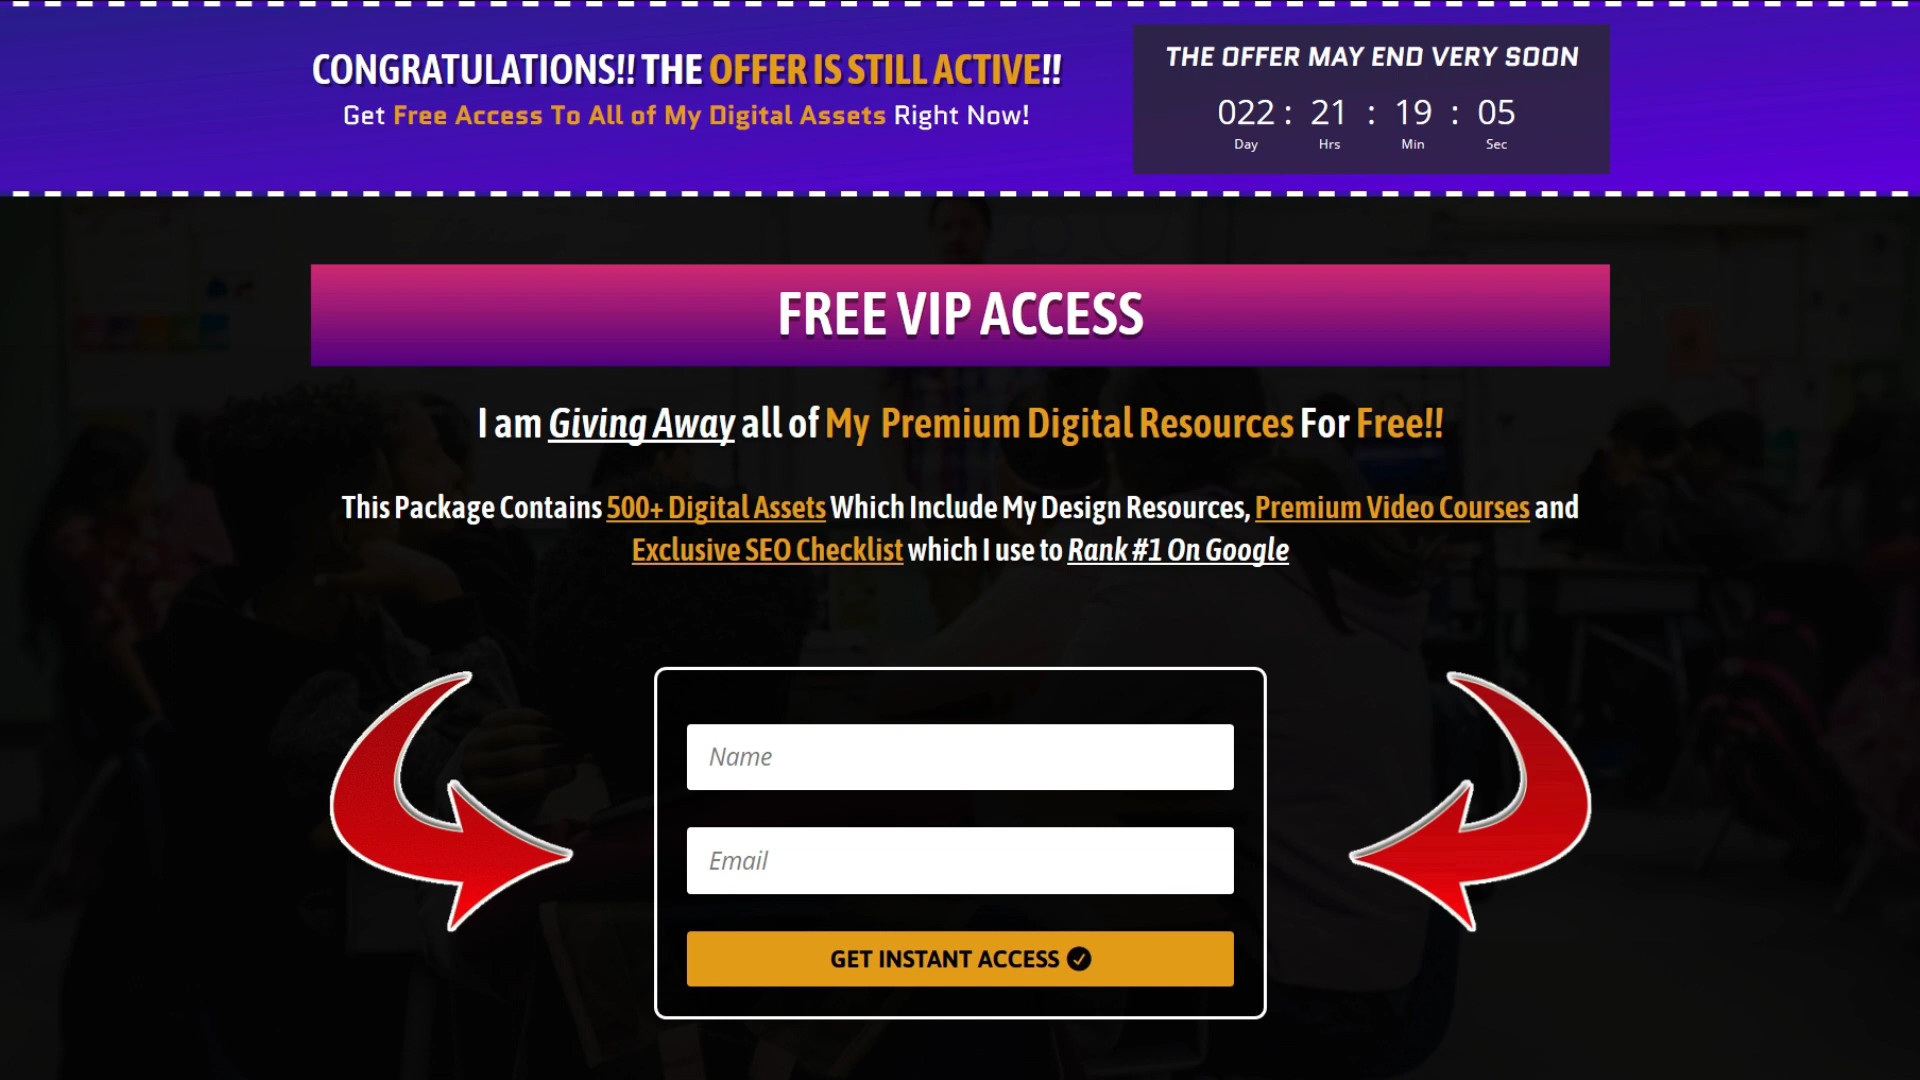 CONGRATULATIONS!! THE OFFER IS STILL ACTIVE!!
Get Free Access To All of My Digital Assets Right Now!
THE OFFER MAY END VERY SOON
022 : 21 : 19 : 05
Day Hrs Min Sec
FREE VIP ACCESS
I am Giving Away all of My Premium Digital Resources For Free!!
This Package Contains 500+ Digital Assets Which Include My Design Resources, Premium Video Courses and
Exclusive SEO Checklist which I use to Rank #1 On Google
Name
Email
GET INSTANT ACCESS